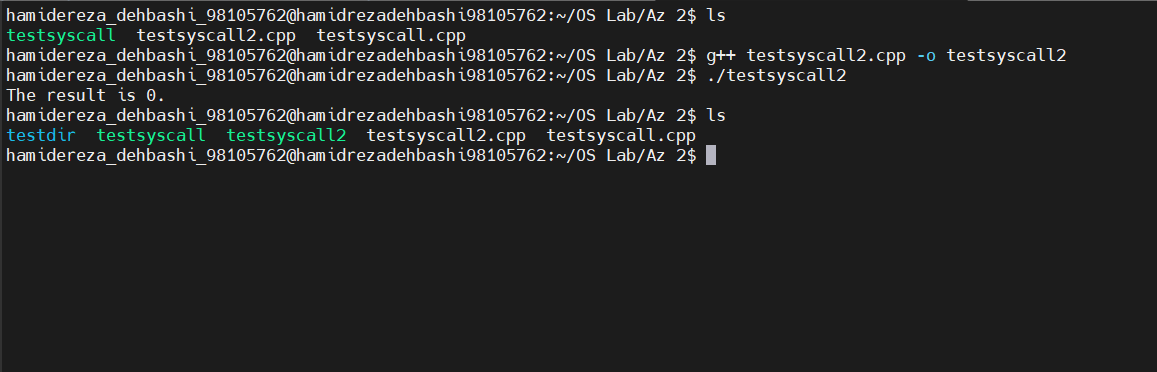 hamidereza_dehbashi_98105762@hamidrezadehbashi98105762:~/OS Lab/Az 2$ ls
testsyscall  testsyscall2.cpp  testsyscall.cpp
hamidereza_dehbashi_98105762@hamidrezadehbashi98105762:~/OS Lab/Az 2$ g++ testsyscall2.cpp -o testsyscall2
hamidereza_dehbashi_98105762@hamidrezadehbashi98105762:~/OS Lab/Az 2$ ./testsyscall2
The result is 0.
hamidereza_dehbashi_98105762@hamidrezadehbashi98105762:~/OS Lab/Az 2$ ls
testdir  testsyscall  testsyscall2  testsyscall2.cpp  testsyscall.cpp
hamidereza_dehbashi_98105762@hamidrezadehbashi98105762:~/OS Lab/Az 2$